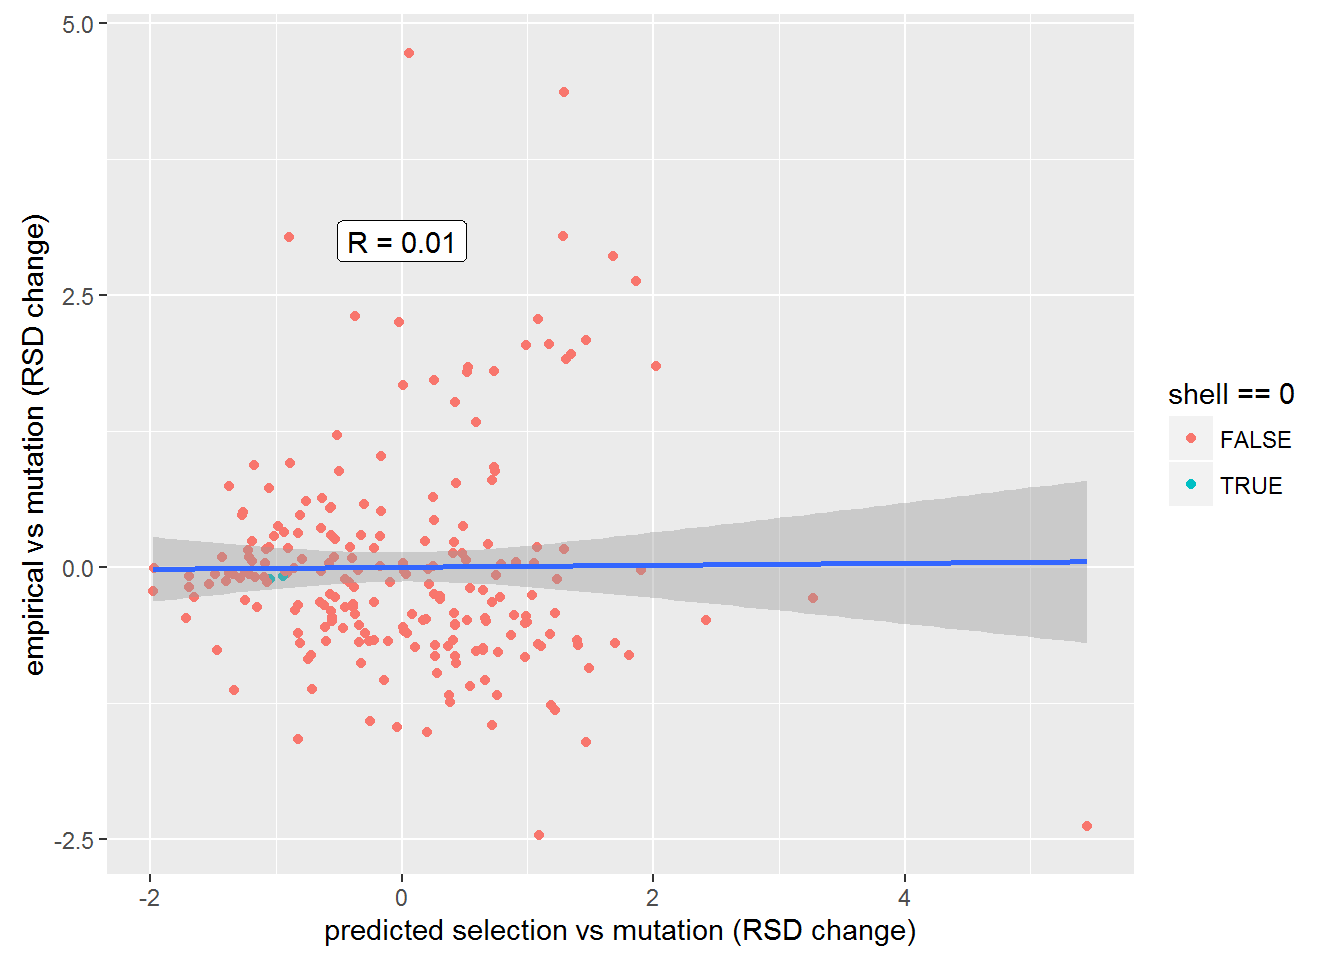 5.0
2.5
0.0
-2.5
-2
0
2
4
R = 0.01
empirical vs mutation (RSD change)
predicted selection vs mutation (RSD change)
shell == 0
FALSE
TRUE